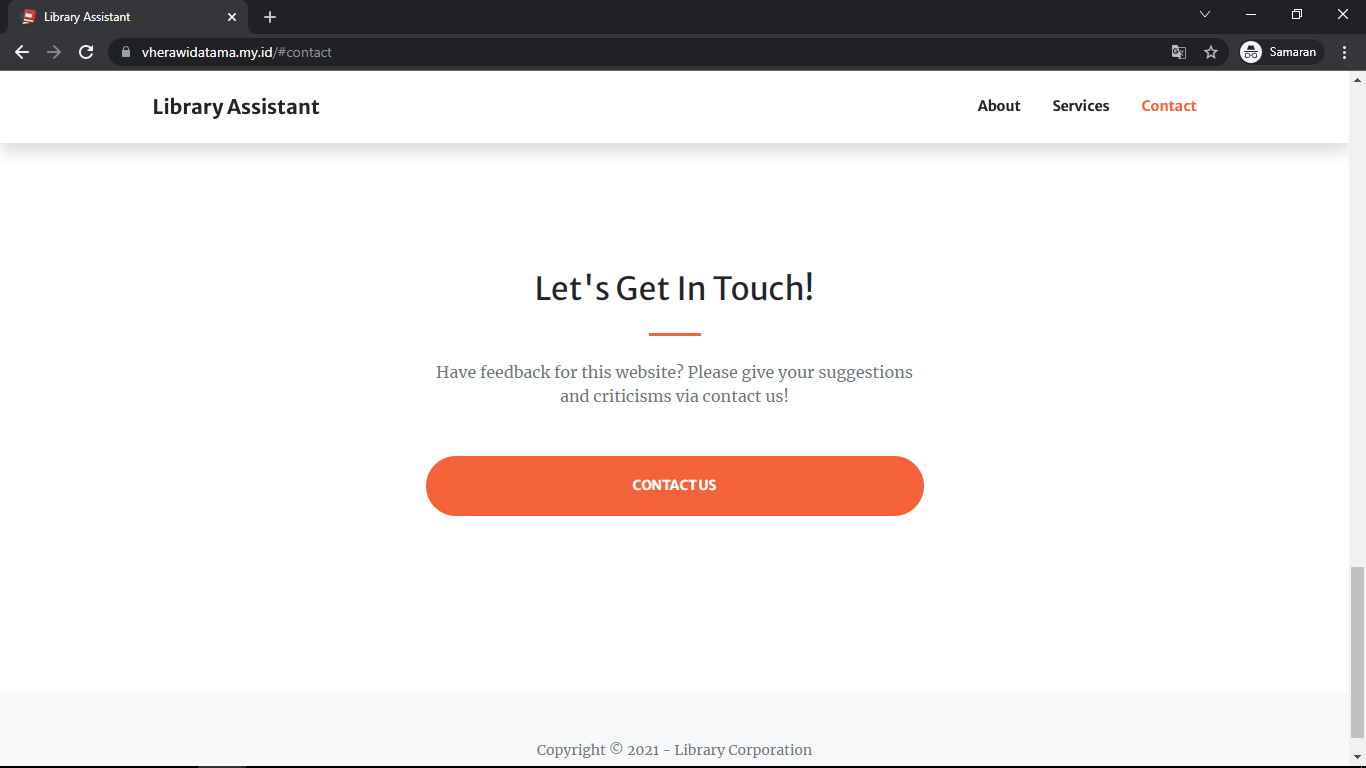 Library Assistant
vherawidatama.my.id/#contact
Samaran
Library Assistant
About
Services
Contact
Let's Get In Touch!
Have feedback for this website? Please give your suggestions
and criticisms via contact us!
CONTACT US
Copyright © 2021 - Library Corporation